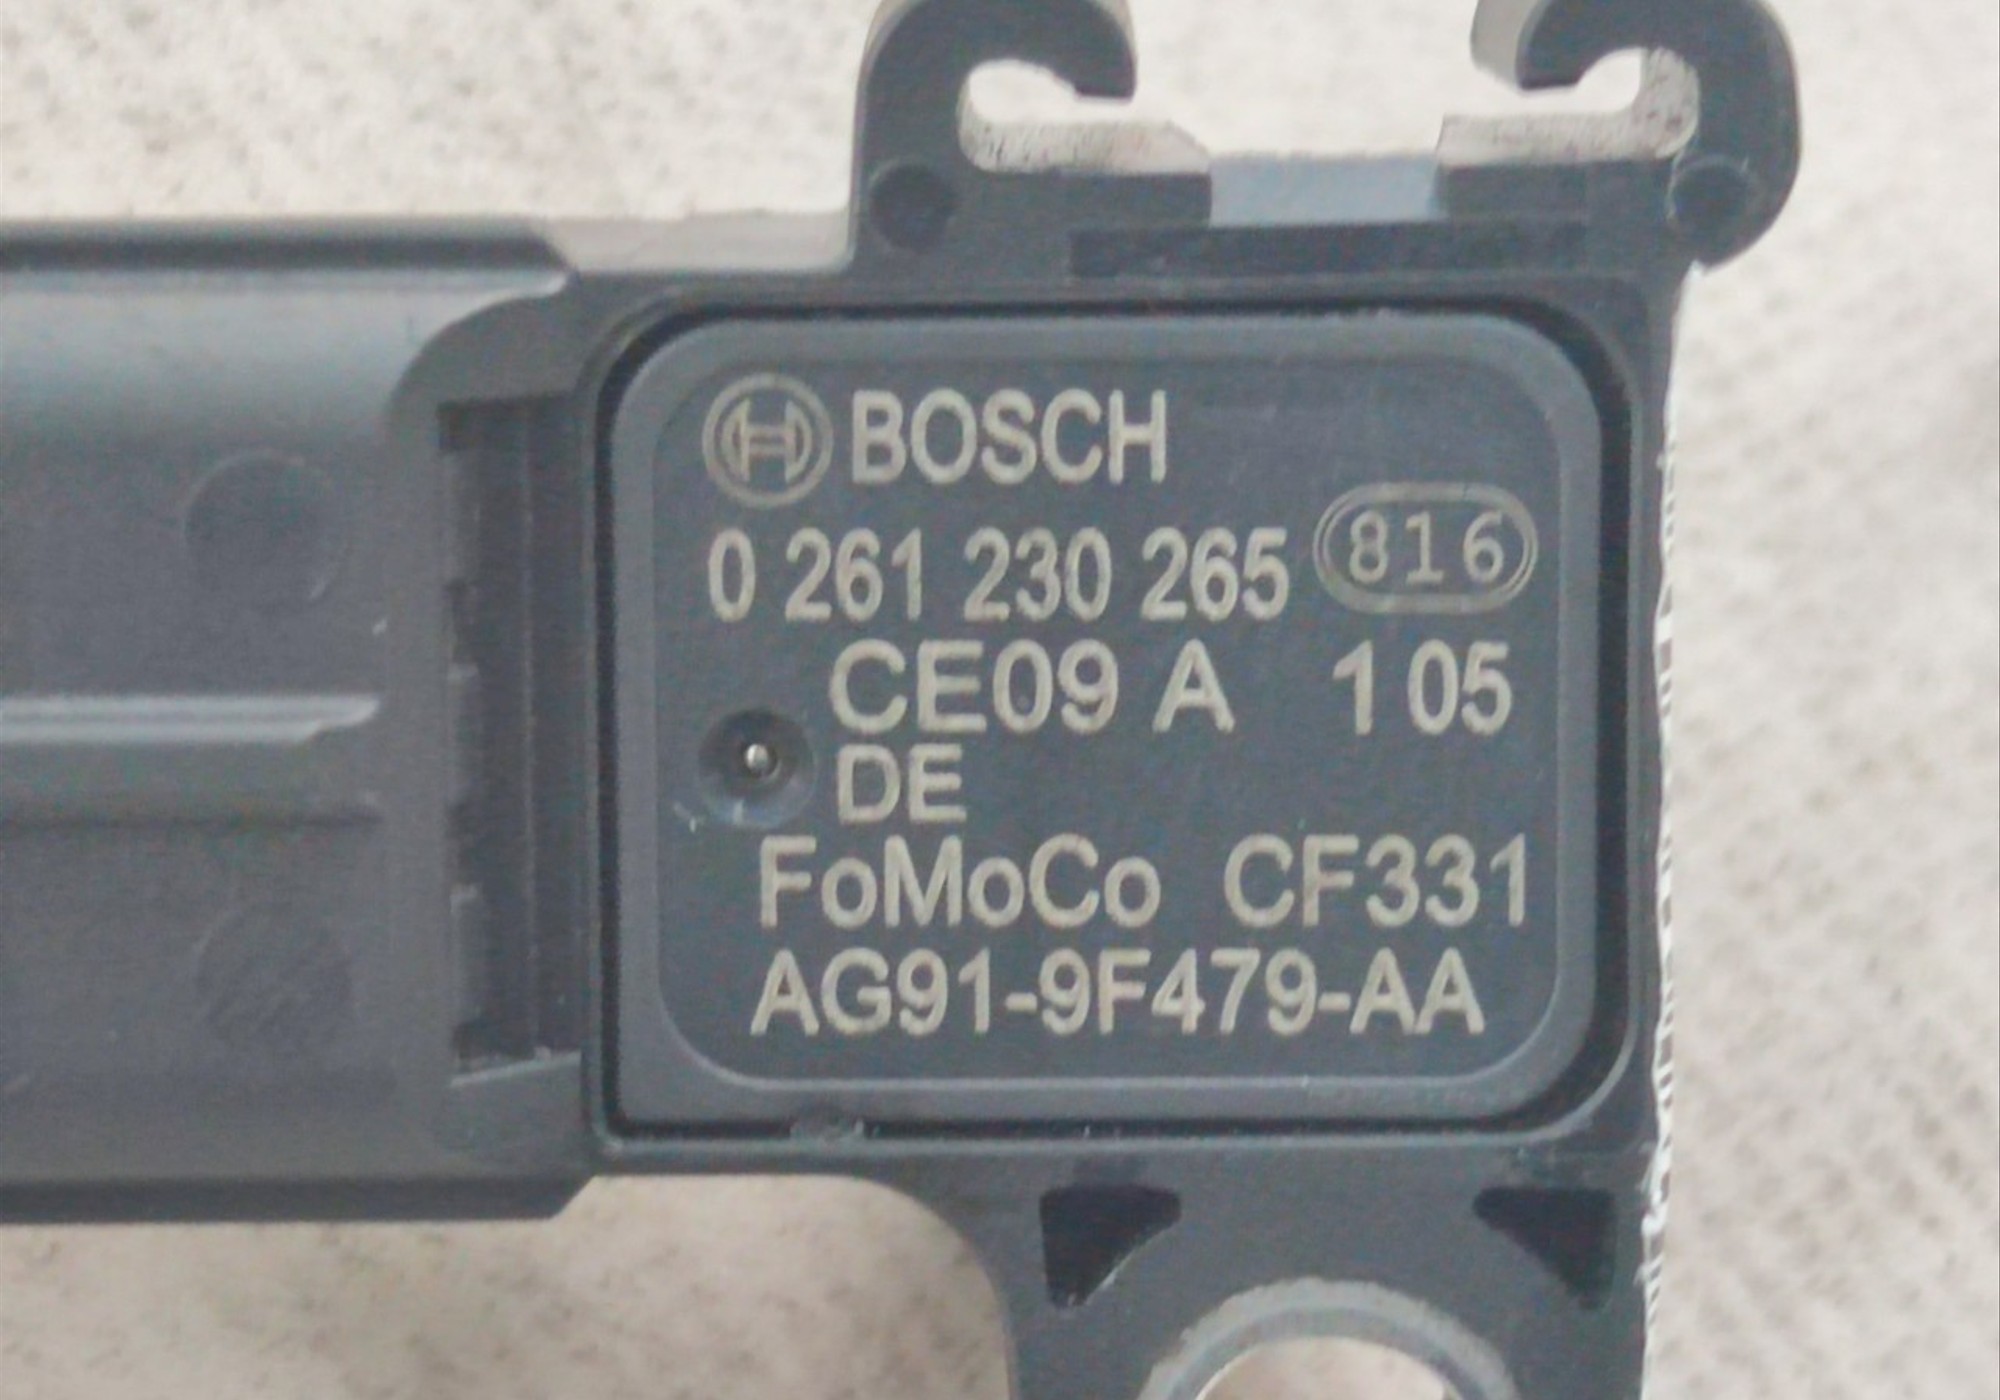 BOSCH
0 261 230 265 816
CE09 A 1 05
DE
FoMoCo CF331
AG91-9F479-AA